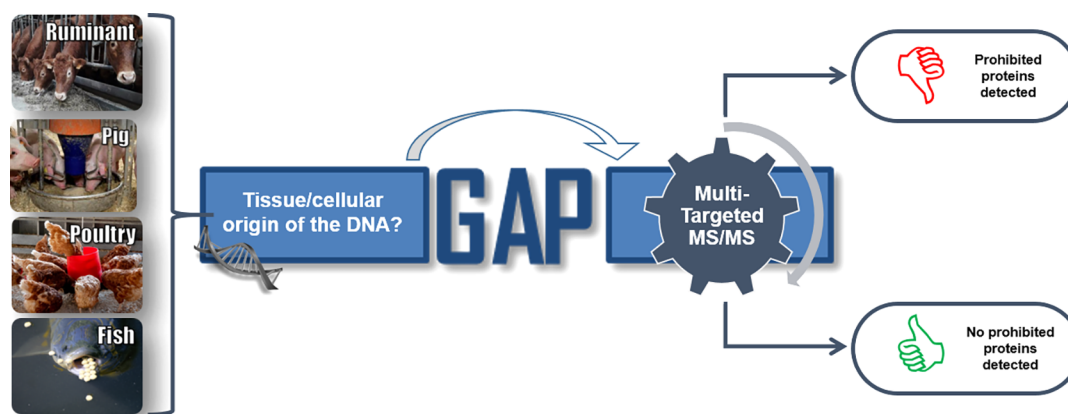 Ruminant
Pig
Poultry
Fish
Tissue/cellular
origin of the DNA?
GAP
Multi-
Targeted
MS/MS
Prohibited
proteins
detected
No prohibited
proteins
detected